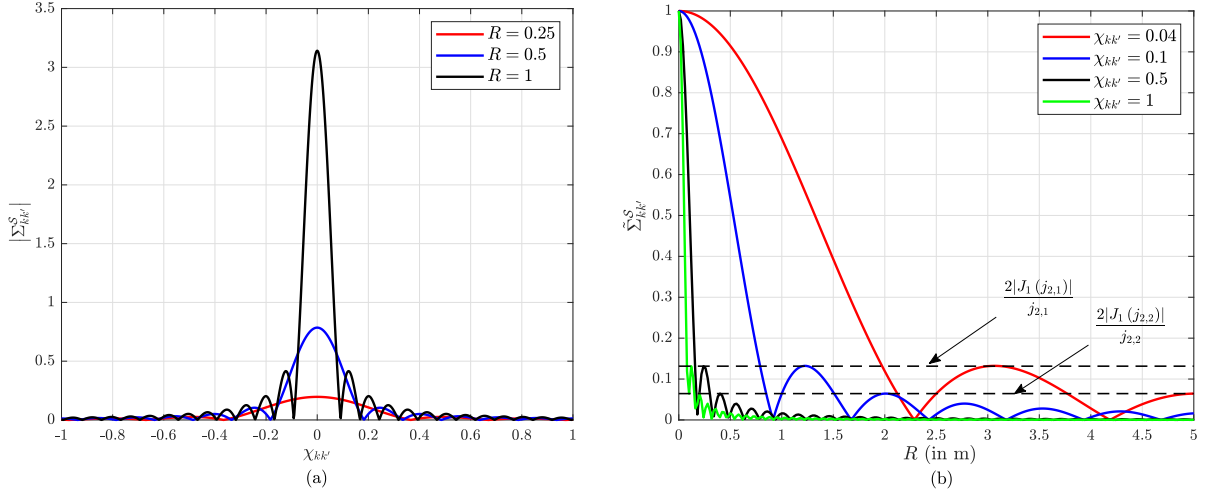 3.5
3
2.5
2
1.5
1
0.5
0
-1 -0.8 -0.6 -0.4 -0.2 0 0.2 0.4 0.6 0.8 1
|Σ^S_{kk′}|
χ_{kk′}
R = 0.25
R = 0.5
R = 1
(a)
1
0.9
0.8
0.7
0.6
0.5
0.4
0.3
0.2
0.1
0
0 0.5 1 1.5 2 2.5 3 3.5 4 4.5 5
Σ̃^S_{kk′}
R (in m)
χ_{kk′} = 0.04
χ_{kk′} = 0.1
χ_{kk′} = 0.5
χ_{kk′} = 1
2|J_1 (j_{2,1})|
j_{2,1}
2|J_1 (j_{2,2})|
j_{2,2}
(b)